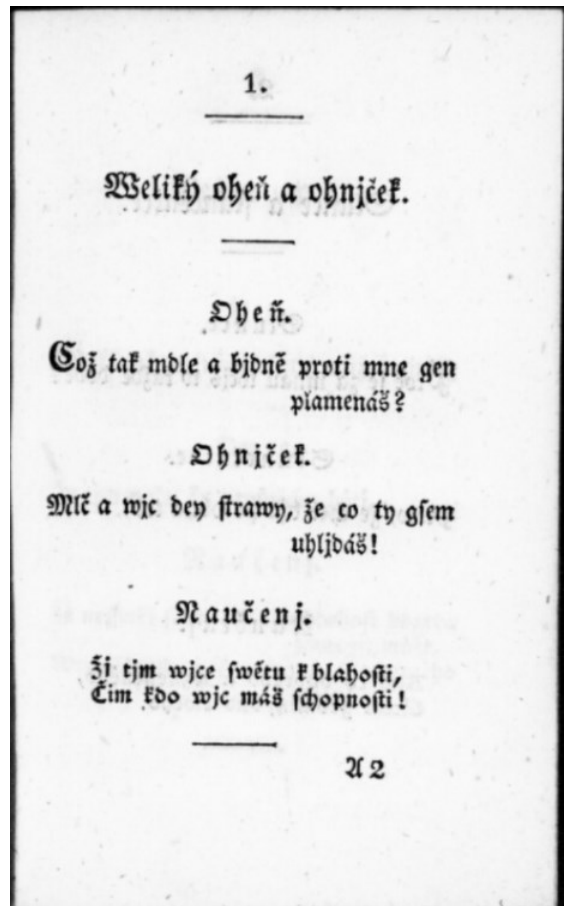 1.
Weliký oheň a ohnjček.
Oheň.
Což tak mdle a bjdně proti mne gen
plamenáš?
Ohnjček.
Mlč a wjc dey strawy, že co ty gsem
uhljdáš!
Naučenj.
Ži tjm wjce swětu k blahosti,
Čim kdo wjc máš schopnosti!
A 2